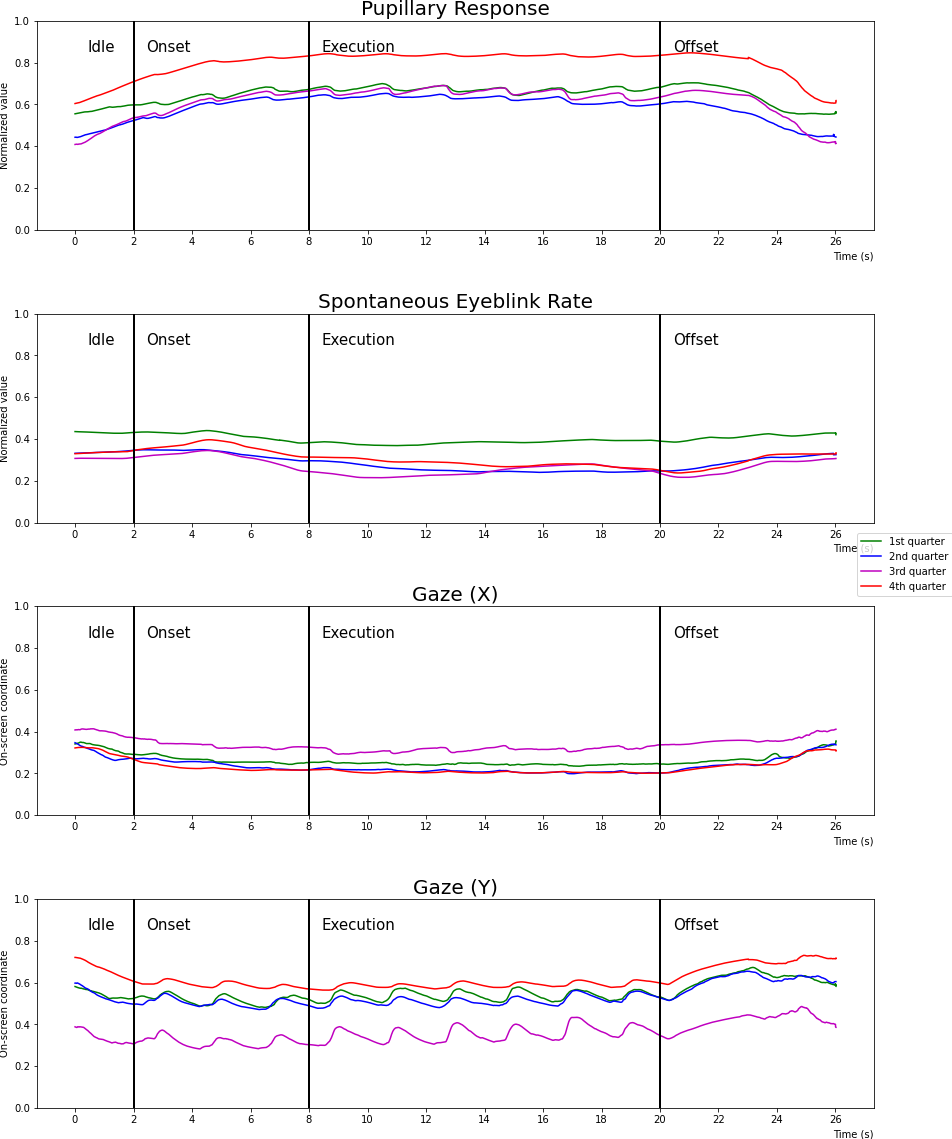 Pupillary Response
Normalized value
1.0
0.8
0.6
0.4
0.2
0.0
Idle Onset Execution Offset
0 2 4 6 8 10 12 14 16 18 20 22 24 26
Time (s)
Spontaneous Eyeblink Rate
Normalized value
1.0
0.8
0.6
0.4
0.2
0.0
Idle Onset Execution Offset
0 2 4 6 8 10 12 14 16 18 20 22 24 26
Time (s)
1st quarter
2nd quarter
3rd quarter
4th quarter
Gaze (X)
On-screen coordinate
1.0
0.8
0.6
0.4
0.2
0.0
Idle Onset Execution Offset
0 2 4 6 8 10 12 14 16 18 20 22 24 26
Time (s)
Gaze (Y)
On-screen coordinate
1.0
0.8
0.6
0.4
0.2
0.0
Idle Onset Execution Offset
0 2 4 6 8 10 12 14 16 18 20 22 24 26
Time (s)